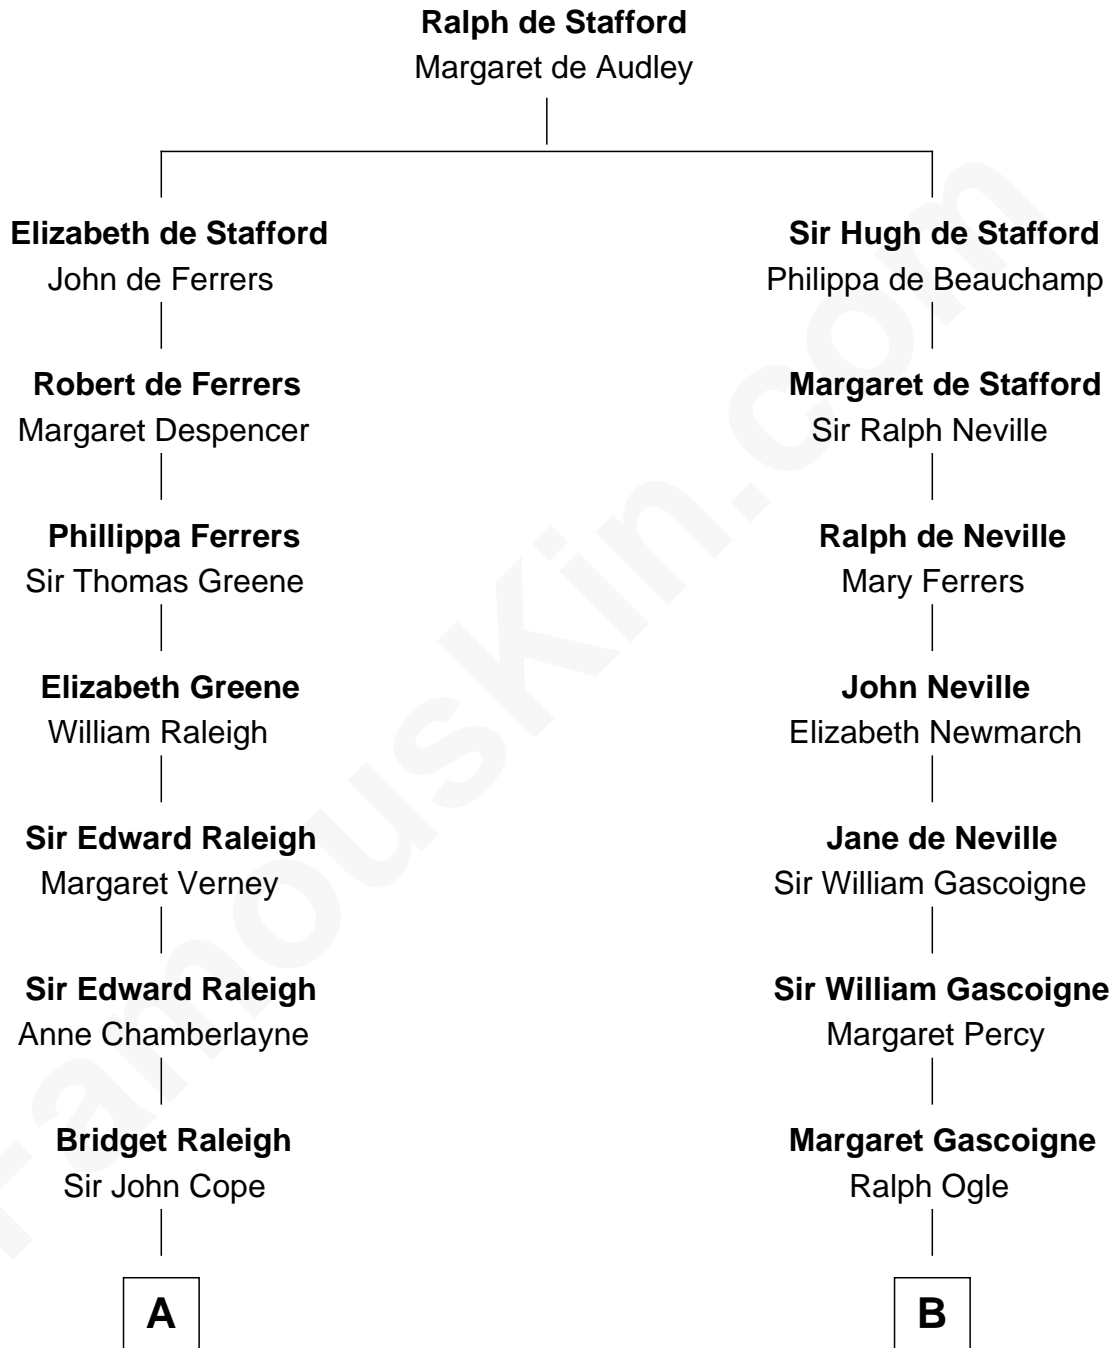 Ralph de Stafford
Margaret de Audley
Elizabeth de Stafford
John de Ferrers
Sir Hugh de Stafford
Philippa de Beauchamp
Robert de Ferrers
Margaret Despencer
Margaret de Stafford
Sir Ralph Neville
Phillippa Ferrers
Sir Thomas Greene
Ralph de Neville
Mary Ferrers
Elizabeth Greene
William Raleigh
John Neville
Elizabeth Newmarch
Sir Edward Raleigh
Margaret Verney
Jane de Neville
Sir William Gascoigne
Sir Edward Raleigh
Anne Chamberlayne
Sir William Gascoigne
Margaret Percy
Bridget Raleigh
Sir John Cope
Margaret Gascoigne
Ralph Ogle
A
B
FamousKin.com